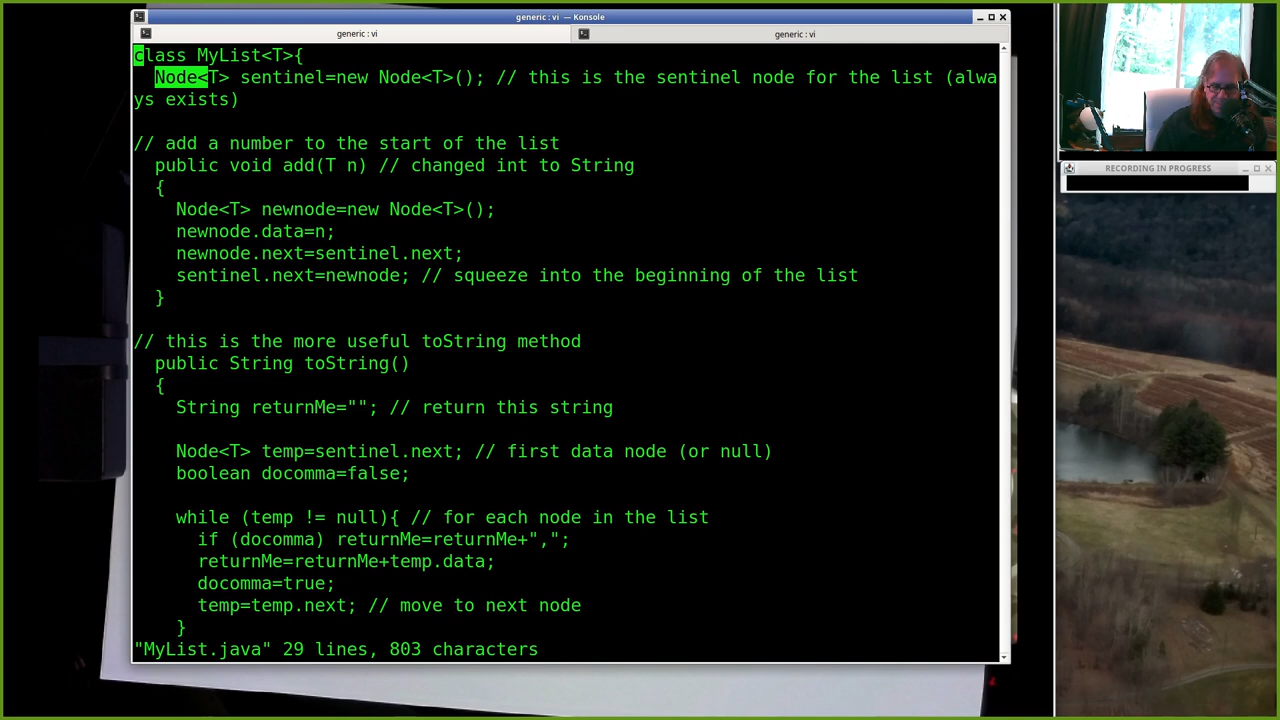 generic : vi — Konsole
generic : vi
generic : vi
class MyList<T>{
  Node<T> sentinel=new Node<T>(); // this is the sentinel node for the list (alwa
ys exists)
// add a number to the start of the list
  public void add(T n) // changed int to String
  {
    Node<T> newnode=new Node<T>();
    newnode.data=n;
    newnode.next=sentinel.next;
    sentinel.next=newnode; // squeeze into the beginning of the list
  }
// this is the more useful toString method
  public String toString()
  {
    String returnMe=""; // return this string
    Node<T> temp=sentinel.next; // first data node (or null)
    boolean docomma=false;
    while (temp != null){ // for each node in the list
      if (docomma) returnMe=returnMe+",";
      returnMe=returnMe+temp.data;
      docomma=true;
      temp=temp.next; // move to next node
    }
"MyList.java" 29 lines, 803 characters
RECORDING IN PROGRESS